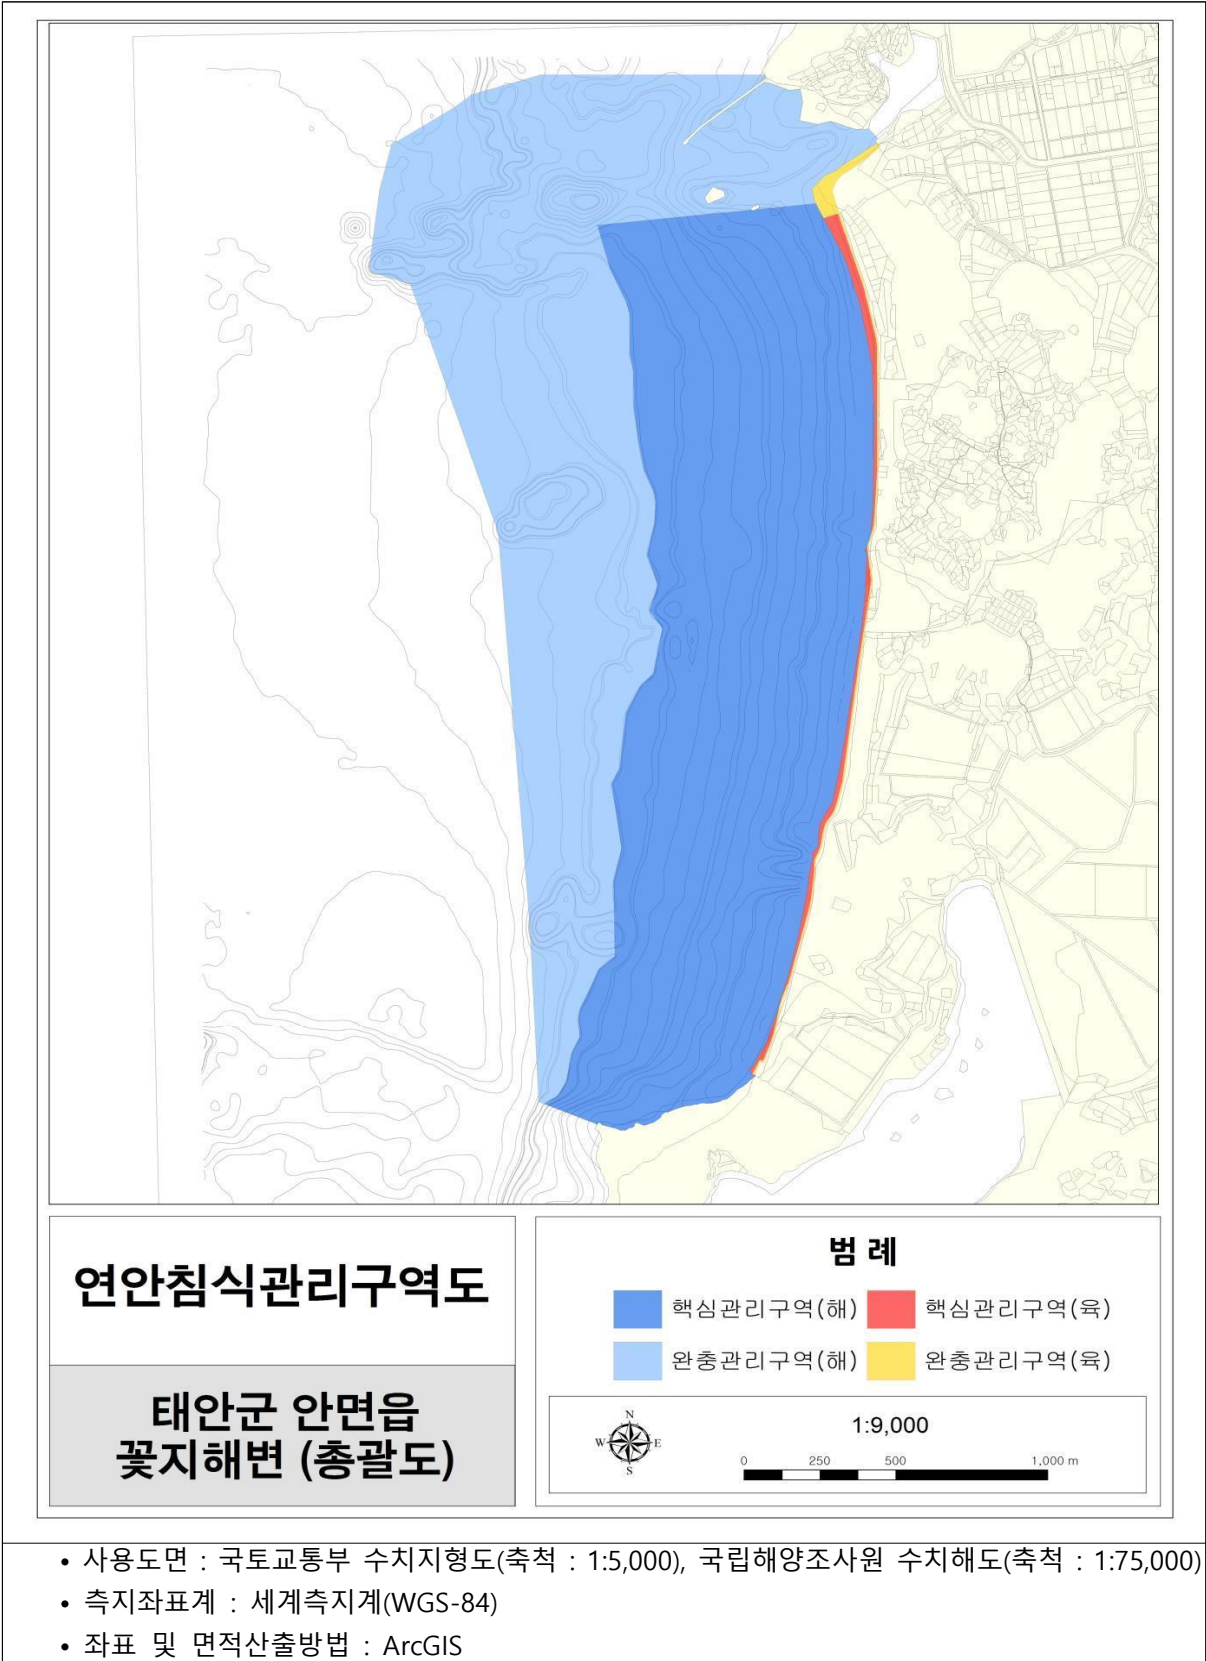 연안침식관리구역도
태안군 안면읍
꽃지해변 (총괄도)
범 례
핵심관리구역(해) 핵심관리구역(육)
완충관리구역(해) 완충관리구역(육)
N
W E
S
1:9,000
0 250 500 1,000 m
• 사용도면 : 국토교통부 수치지형도(축척 : 1:5,000), 국립해양조사원 수치해도(축척 : 1:75,000)
• 측지좌표계 : 세계측지계(WGS-84)
• 좌표 및 면적산출방법 : ArcGIS